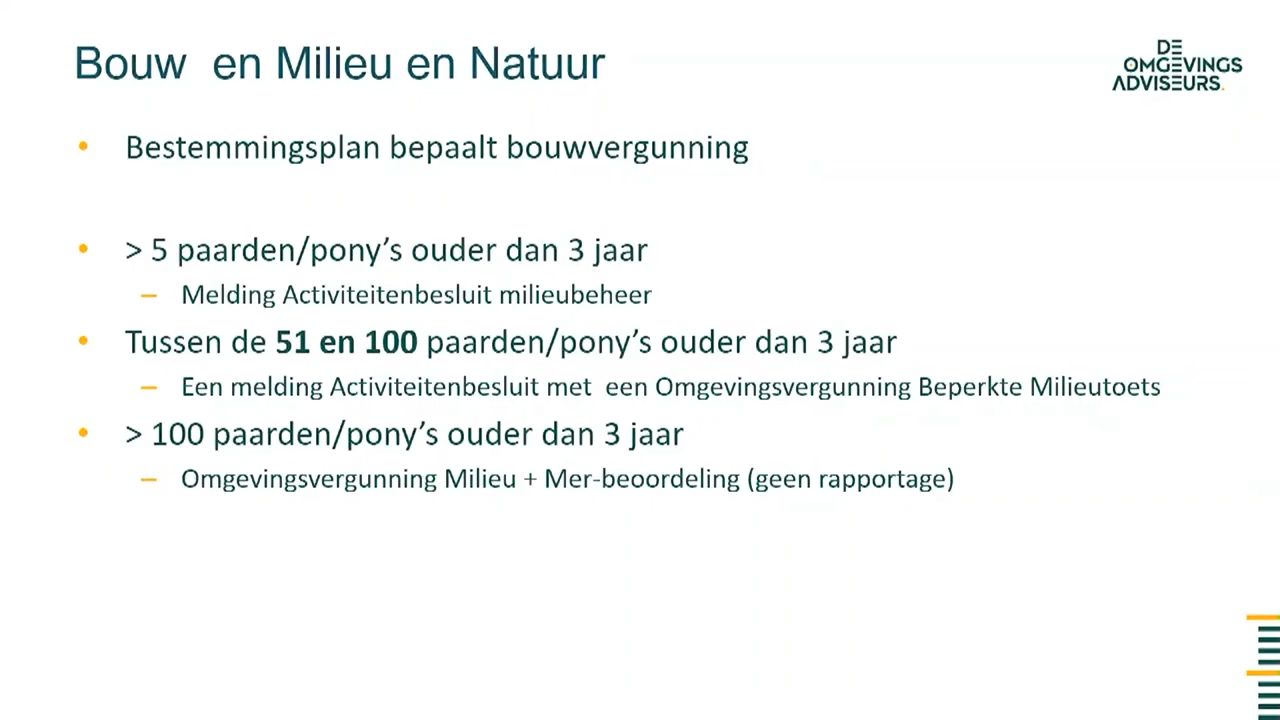 Bouw  en Milieu en Natuur
DE
OMGEVINGS
ADVISEURS.
• Bestemmingsplan bepaalt bouwvergunning
• > 5 paarden/pony’s ouder dan 3 jaar
– Melding Activiteitenbesluit milieubeheer
• Tussen de 51 en 100 paarden/pony’s ouder dan 3 jaar
– Een melding Activiteitenbesluit met  een Omgevingsvergunning Beperkte Milieutoets
• > 100 paarden/pony’s ouder dan 3 jaar
– Omgevingsvergunning Milieu + Mer-beoordeling (geen rapportage)